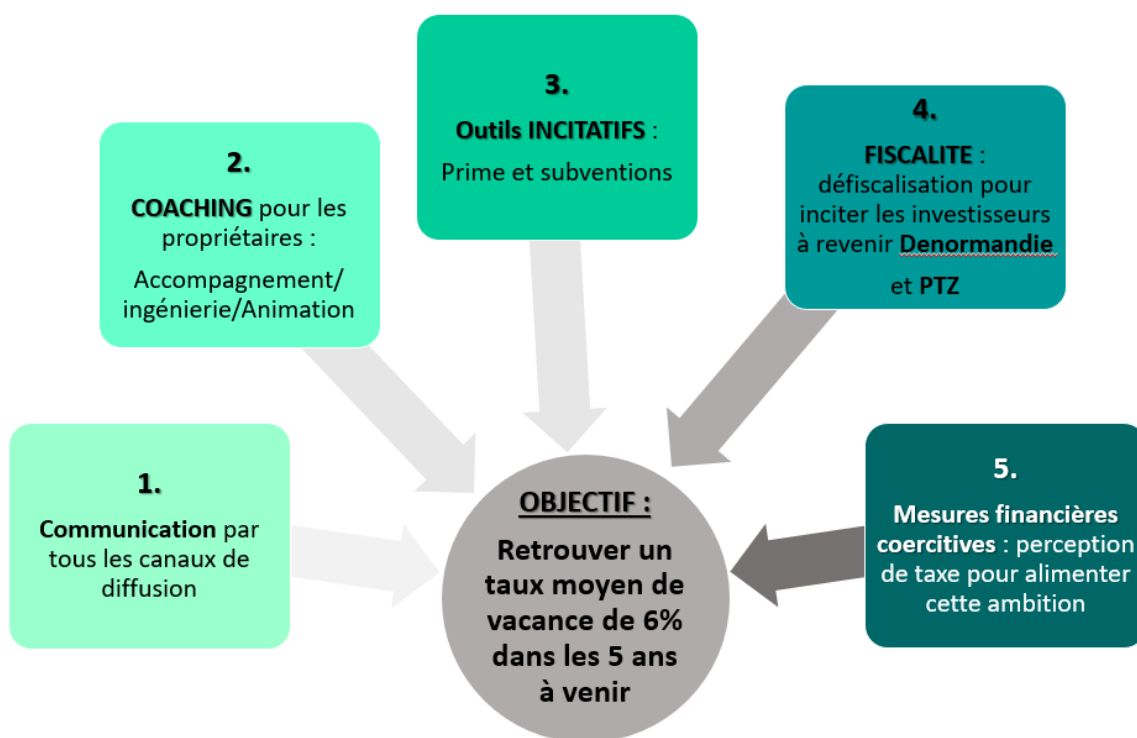 1.
Communication par
tous les canaux de
diffusion
2.
COACHING pour les
propriétaires :
Accompagnement/
ingénierie/Animation
3.
Outils INCITATIFS :
Prime et subventions
4.
FISCALITE :
défiscalisation pour
inciter les investisseurs
à revenir Denormandie
et PTZ
5.
Mesures financières
coercitives : perception
de taxe pour alimenter
cette ambition
OBJECTIF :
Retrouver un
taux moyen de
vacance de 6%
dans les 5 ans
à venir